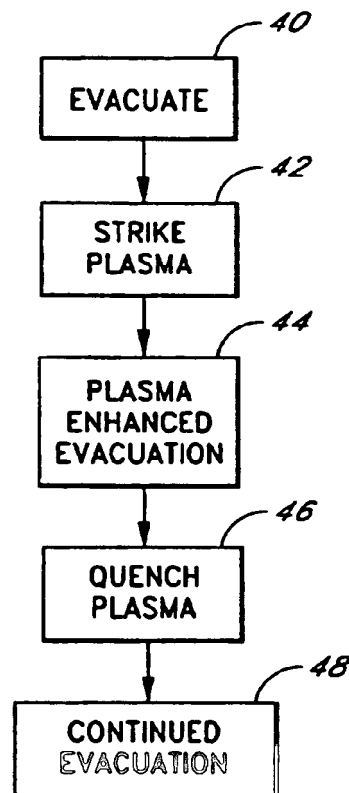 40
EVACUATE
42
STRIKE
PLASMA
44
PLASMA
ENHANCED
EVACUATION
46
QUENCH
PLASMA
48
CONTINUED
EVACUATION